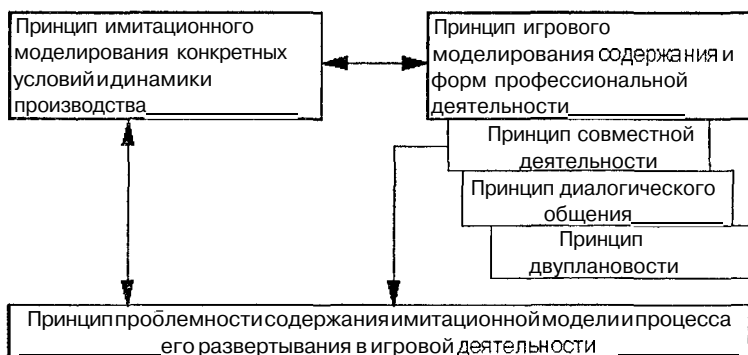 Принцип имитационного
моделирования конкретных
условий и динамики
производства
Принцип игрового
моделирования содержания и
форм профессиональной
деятельности
Принцип совместной
деятельности
Принцип диалогического
общения
Принцип
двуплановости
Принцип проблемности содержания имитационной модели и процесса
его развертывания в игровой деятельности